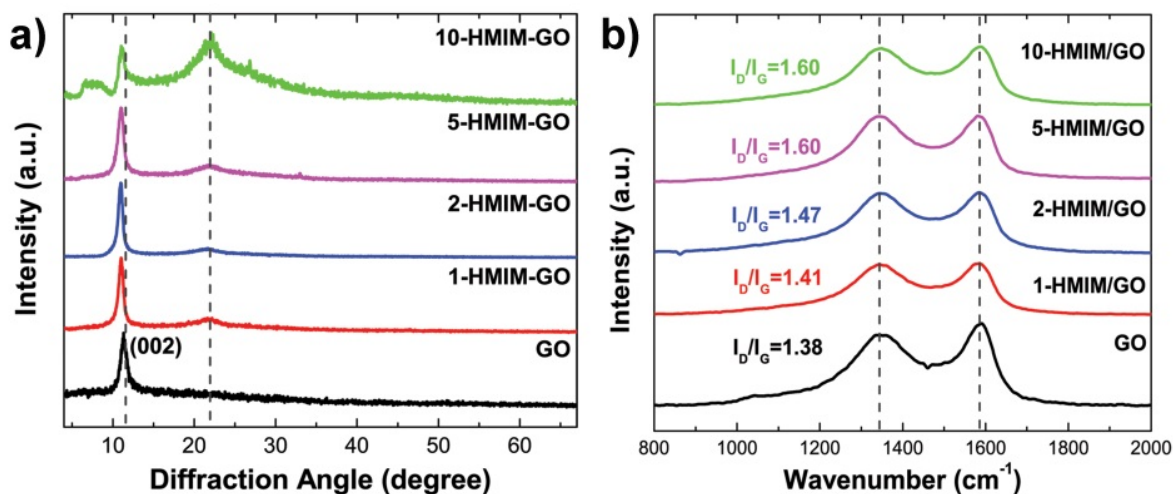 a)
10-HMIM-GO
5-HMIM-GO
2-HMIM-GO
1-HMIM-GO
GO
(002)
Intensity (a.u.)
10 20 30 40 50 60
Diffraction Angle (degree)
b)
10-HMIM/GO
I_D/I_G=1.60
5-HMIM/GO
I_D/I_G=1.60
2-HMIM/GO
I_D/I_G=1.47
1-HMIM/GO
I_D/I_G=1.41
GO
I_D/I_G=1.38
Intensity (a.u.)
800 1000 1200 1400 1600 1800 2000
Wavenumber (cm⁻¹)